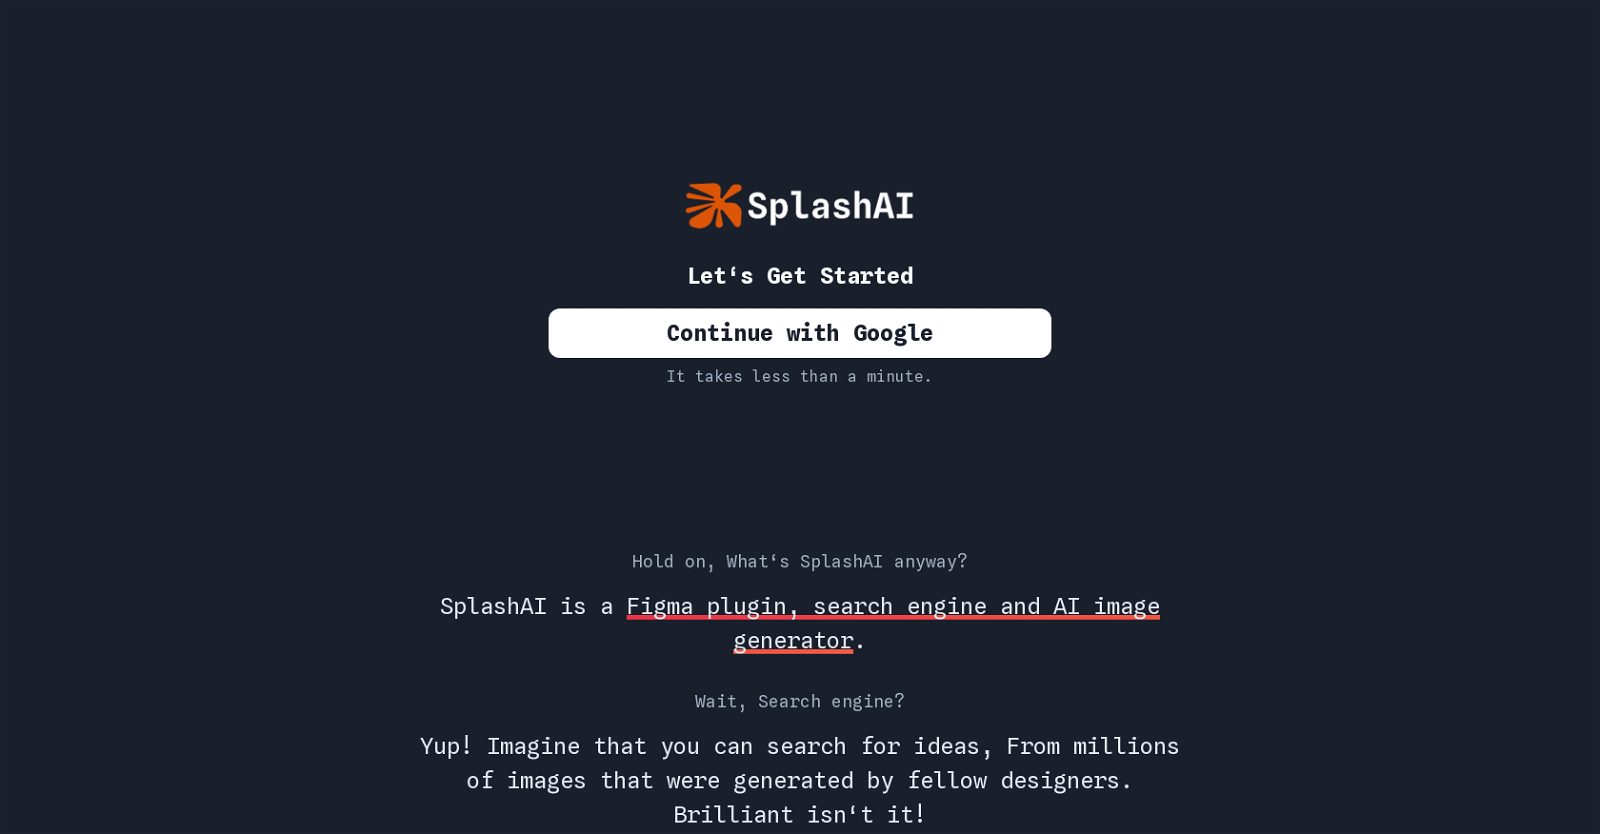 SplashAI
Let‘s Get Started
Continue with Google
It takes less than a minute.
Hold on, What‘s SplashAI anyway?
SplashAI is a Figma plugin, search engine and AI image
generator.
Wait, Search engine?
Yup! Imagine that you can search for ideas, From millions
of images that were generated by fellow designers.
Brilliant isn‘t it!